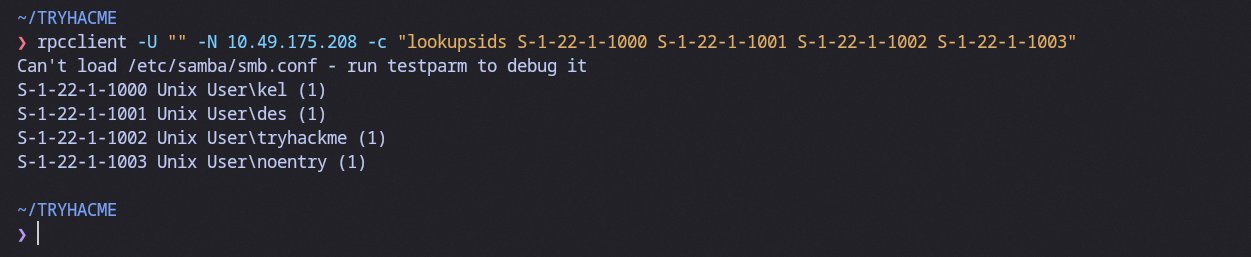 ~/TRYHACME
❯ rpcclient -U "" -N 10.49.175.208 -c "lookupsids S-1-22-1-1000 S-1-22-1-1001 S-1-22-1-1002 S-1-22-1-1003"
Can't load /etc/samba/smb.conf - run testparm to debug it
S-1-22-1-1000 Unix User\kel (1)
S-1-22-1-1001 Unix User\des (1)
S-1-22-1-1002 Unix User\tryhackme (1)
S-1-22-1-1003 Unix User\noentry (1)
~/TRYHACME
❯